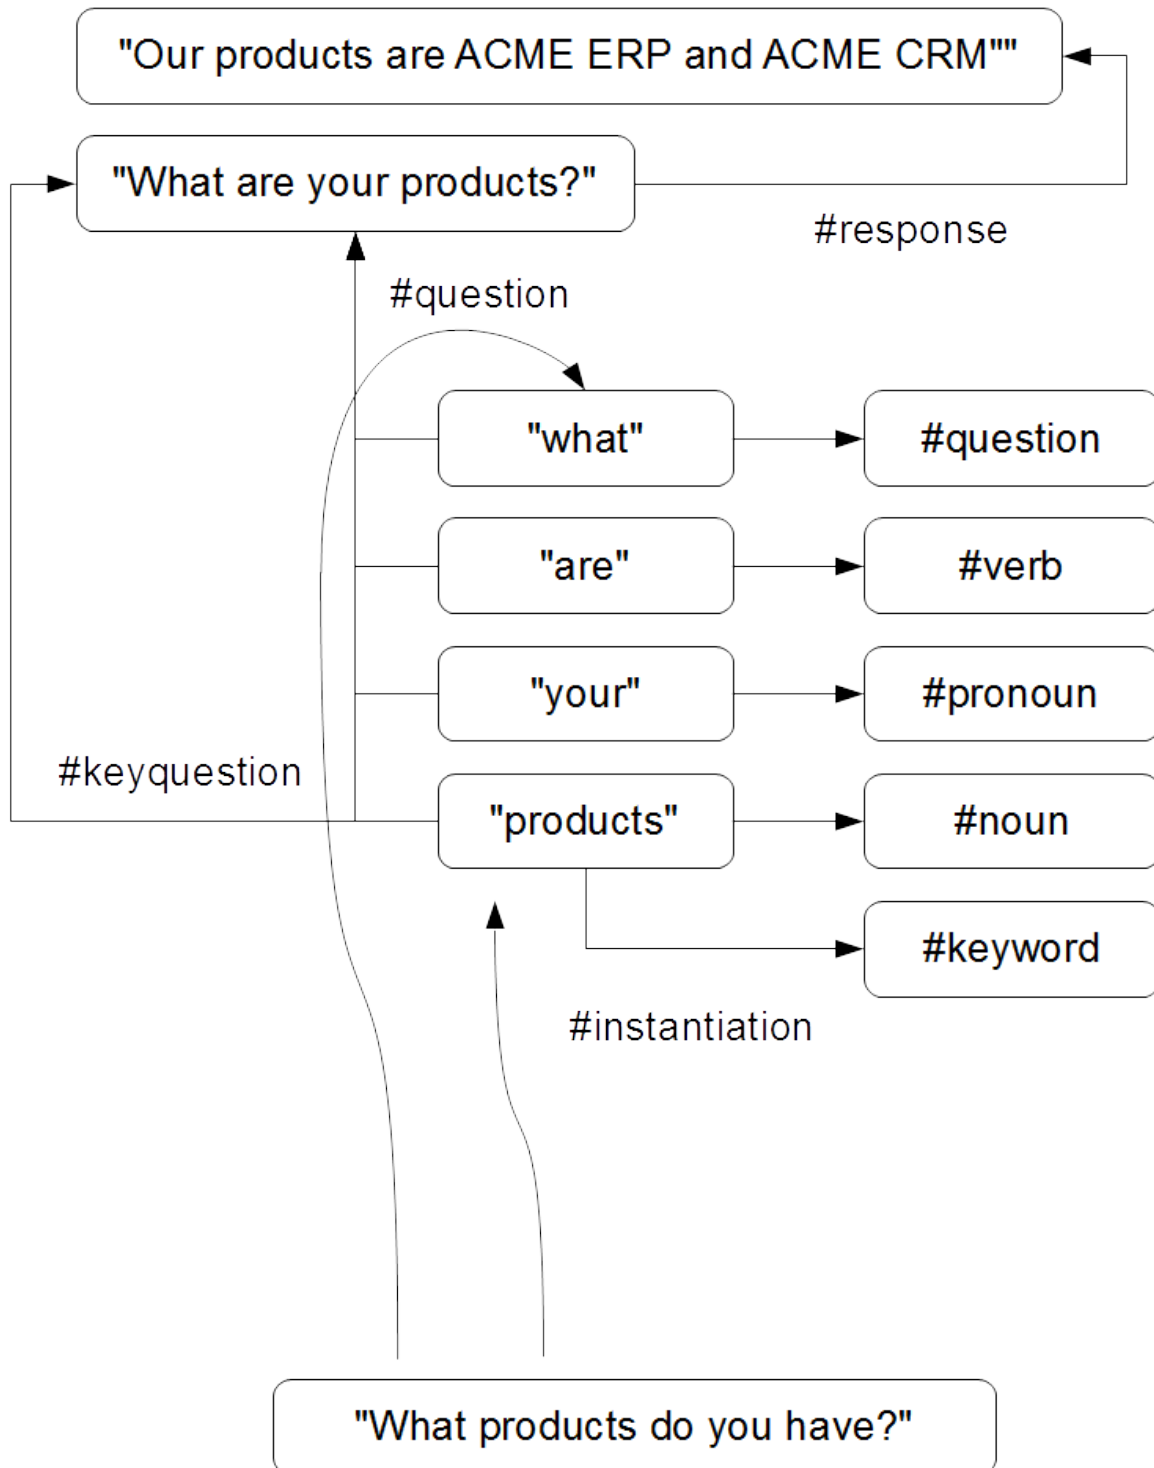 "Our products are ACME ERP and ACME CRM""
"What are your products?"
#response
#question
"what"
#question
"are"
#verb
"your"
#pronoun
#keyquestion
"products"
#noun
#keyword
#instantiation
"What products do you have?"